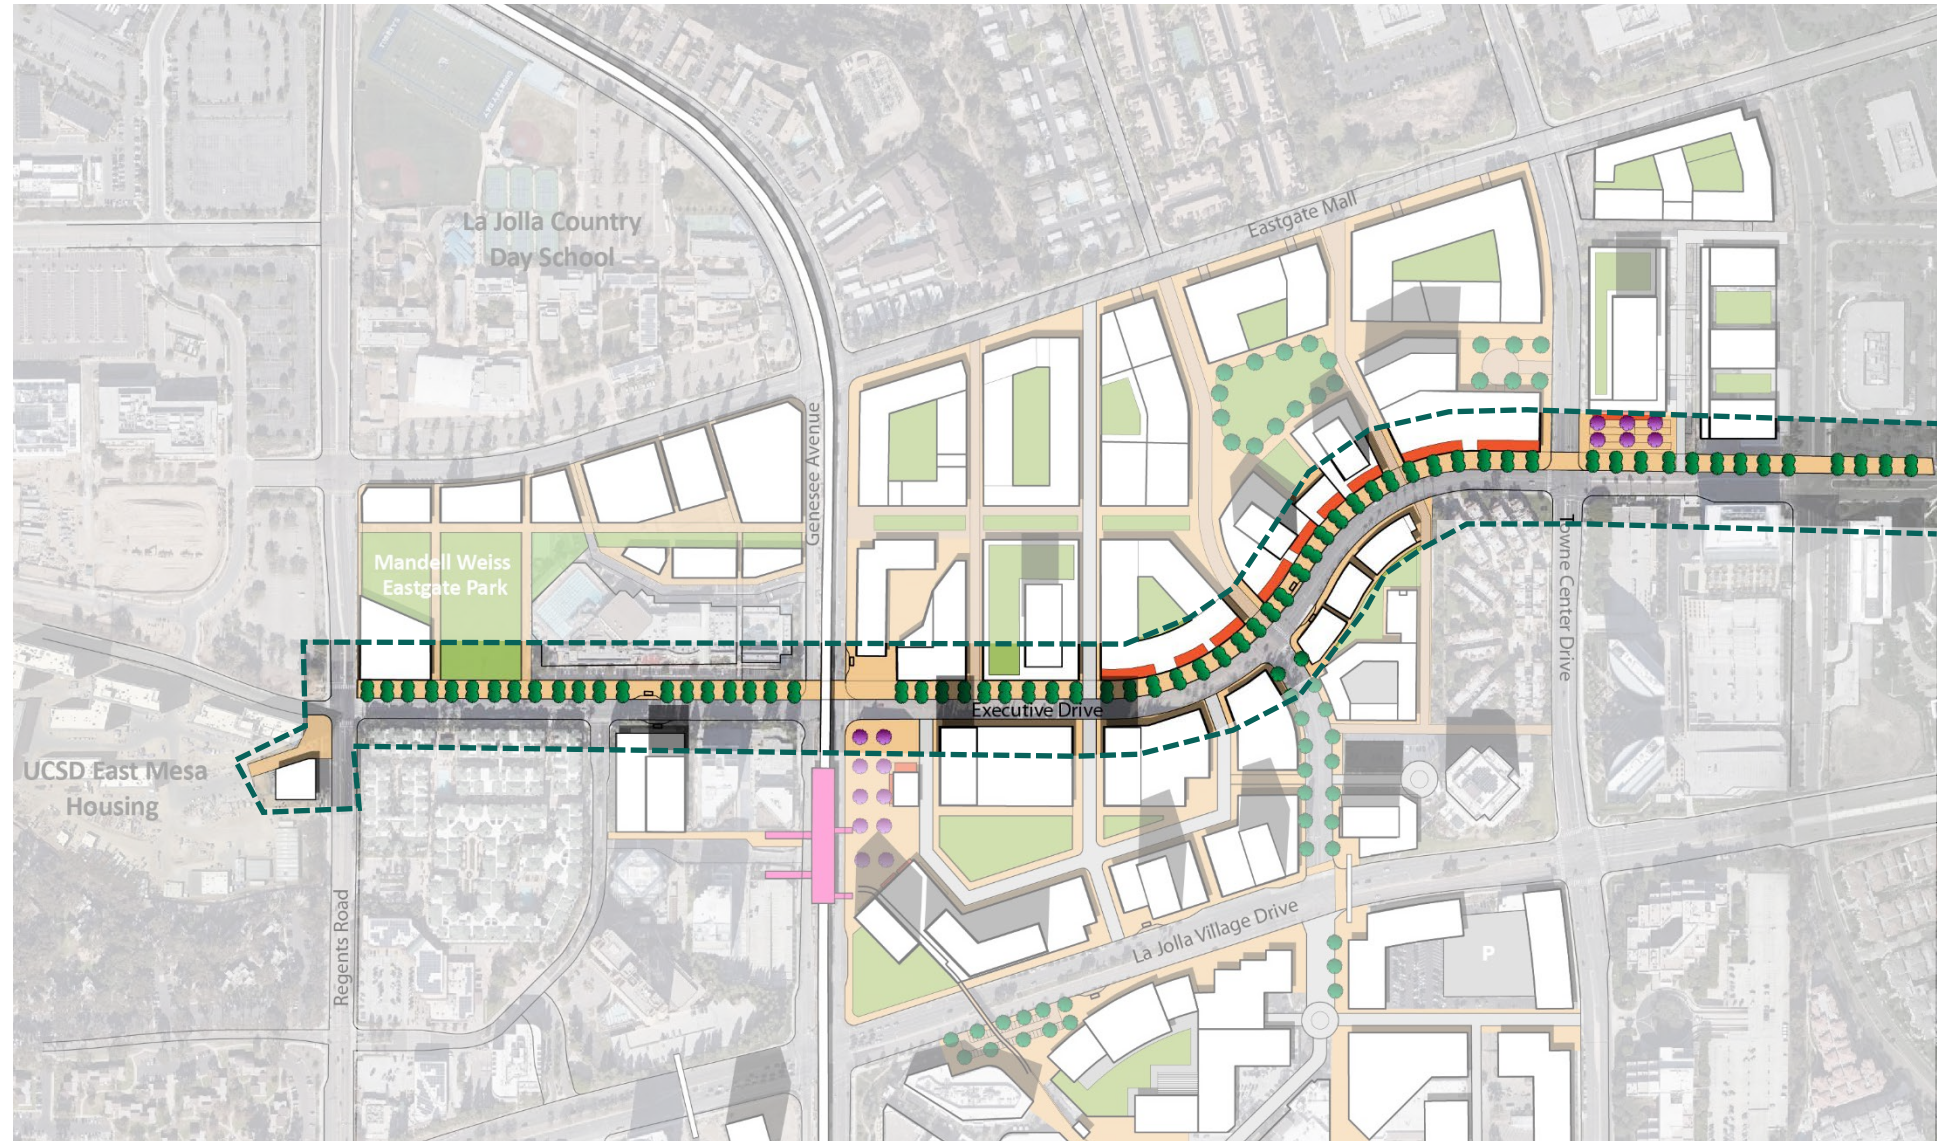 La Jolla Country
Day School
Eastgate Mall
Genesee Avenue
Mandell Weiss
Eastgate Park
Towne Center Drive
Executive Drive
UCSD East Mesa
Housing
Regents Road
La Jolla Village Drive
P